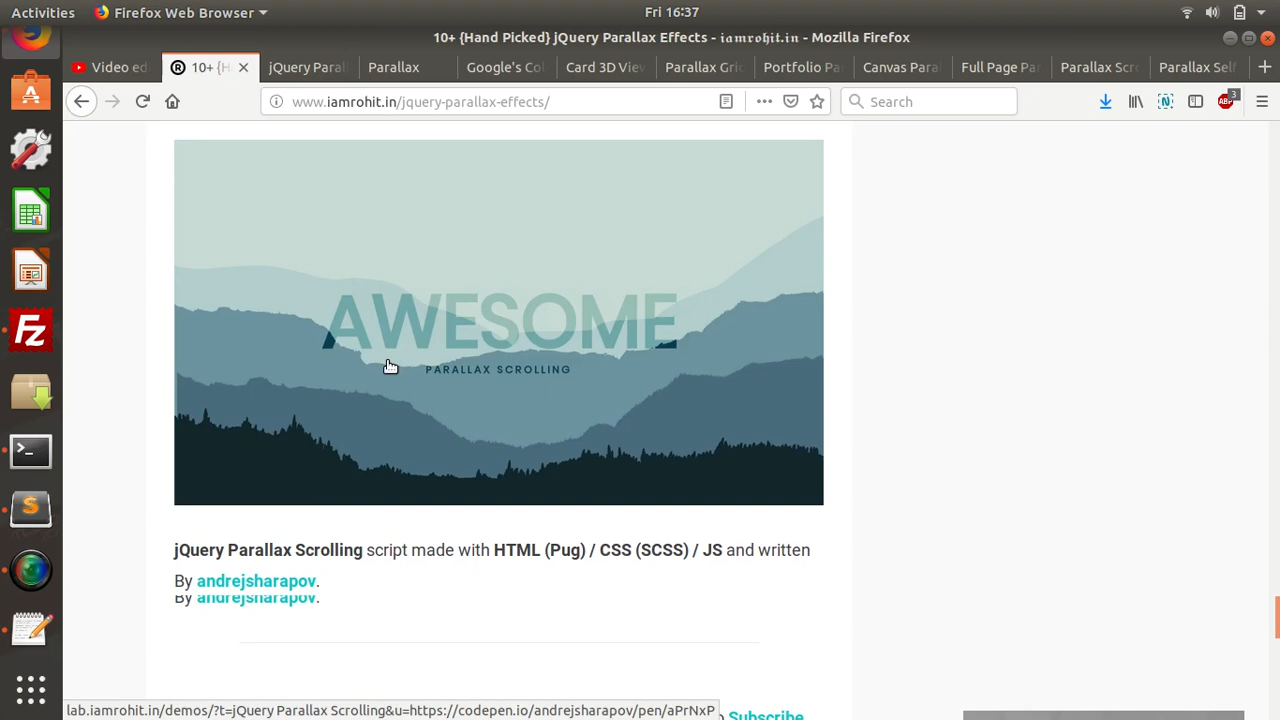 Activities
Firefox Web Browser
Fri 16:37
10+ {Hand Picked} jQuery Parallax Effects - iamrohit.in - Mozilla Firefox
Video ed
10+ {H
jQuery Paral
Parallax
Google's Co
Card 3D Vie
Parallax Gri
Portfolio Pa
Canvas Para
Full Page Pa
Parallax Scr
Parallax Self
www.iamrohit.in/jquery-parallax-effects/
Search
ABP
3
AWESOME
PARALLAX SCROLLING
jQuery Parallax Scrolling script made with HTML (Pug) / CSS (SCSS) / JS and written
By andrejsharapov.
By andrejsharapov.
Subscribe
lab.iamrohit.in/demos/?t=jQuery Parallax Scrolling&u=https://codepen.io/andrejsharapov/pen/aPrNxP